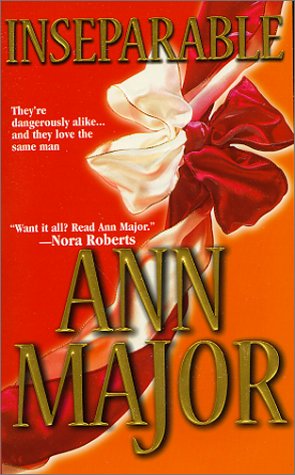 INSEPARABLE
They're
dangerously alike...
and they love the
same man
"Want it all? Read Ann Major."
—Nora Roberts
ANN
MAJOR